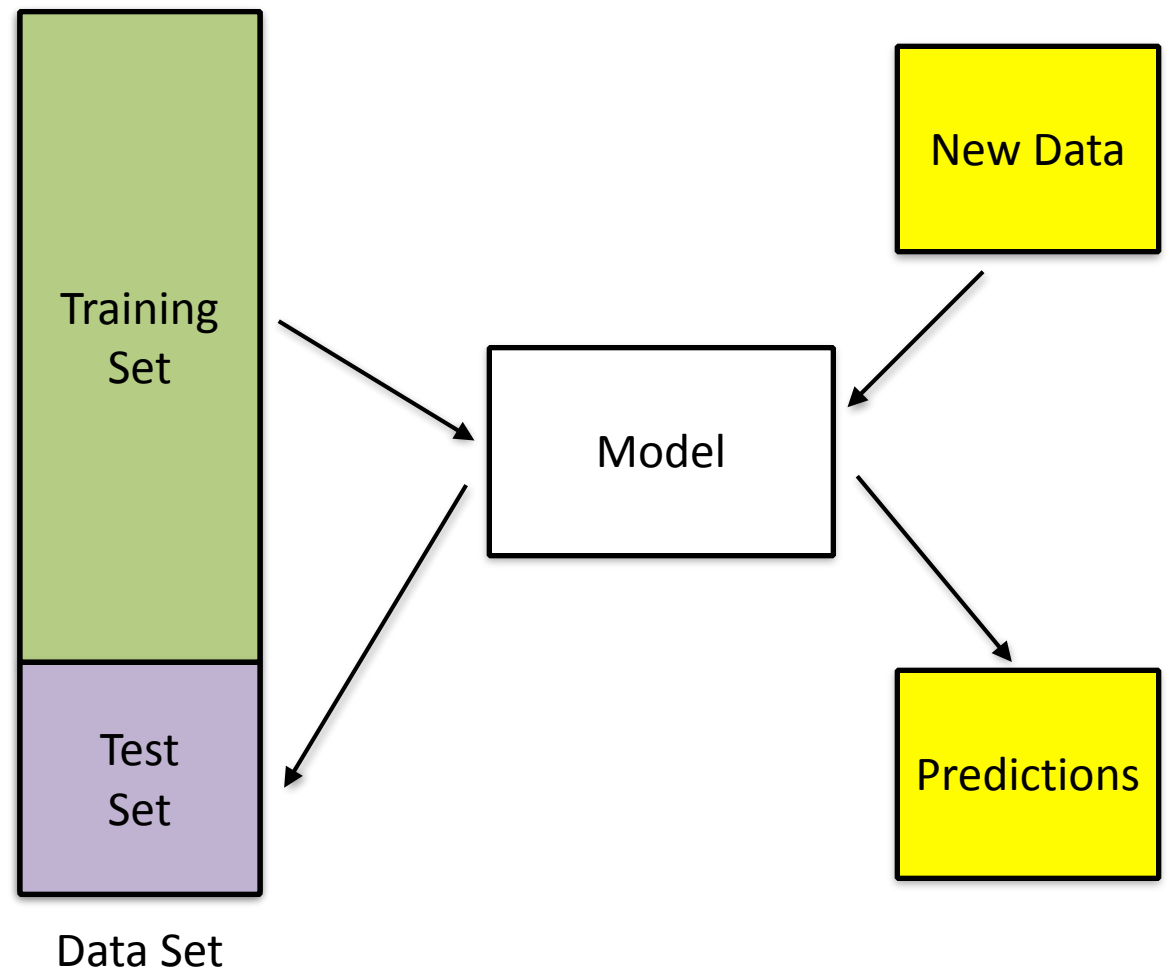 Training
Set
Test
Set
Data Set
Model
New Data
Predictions